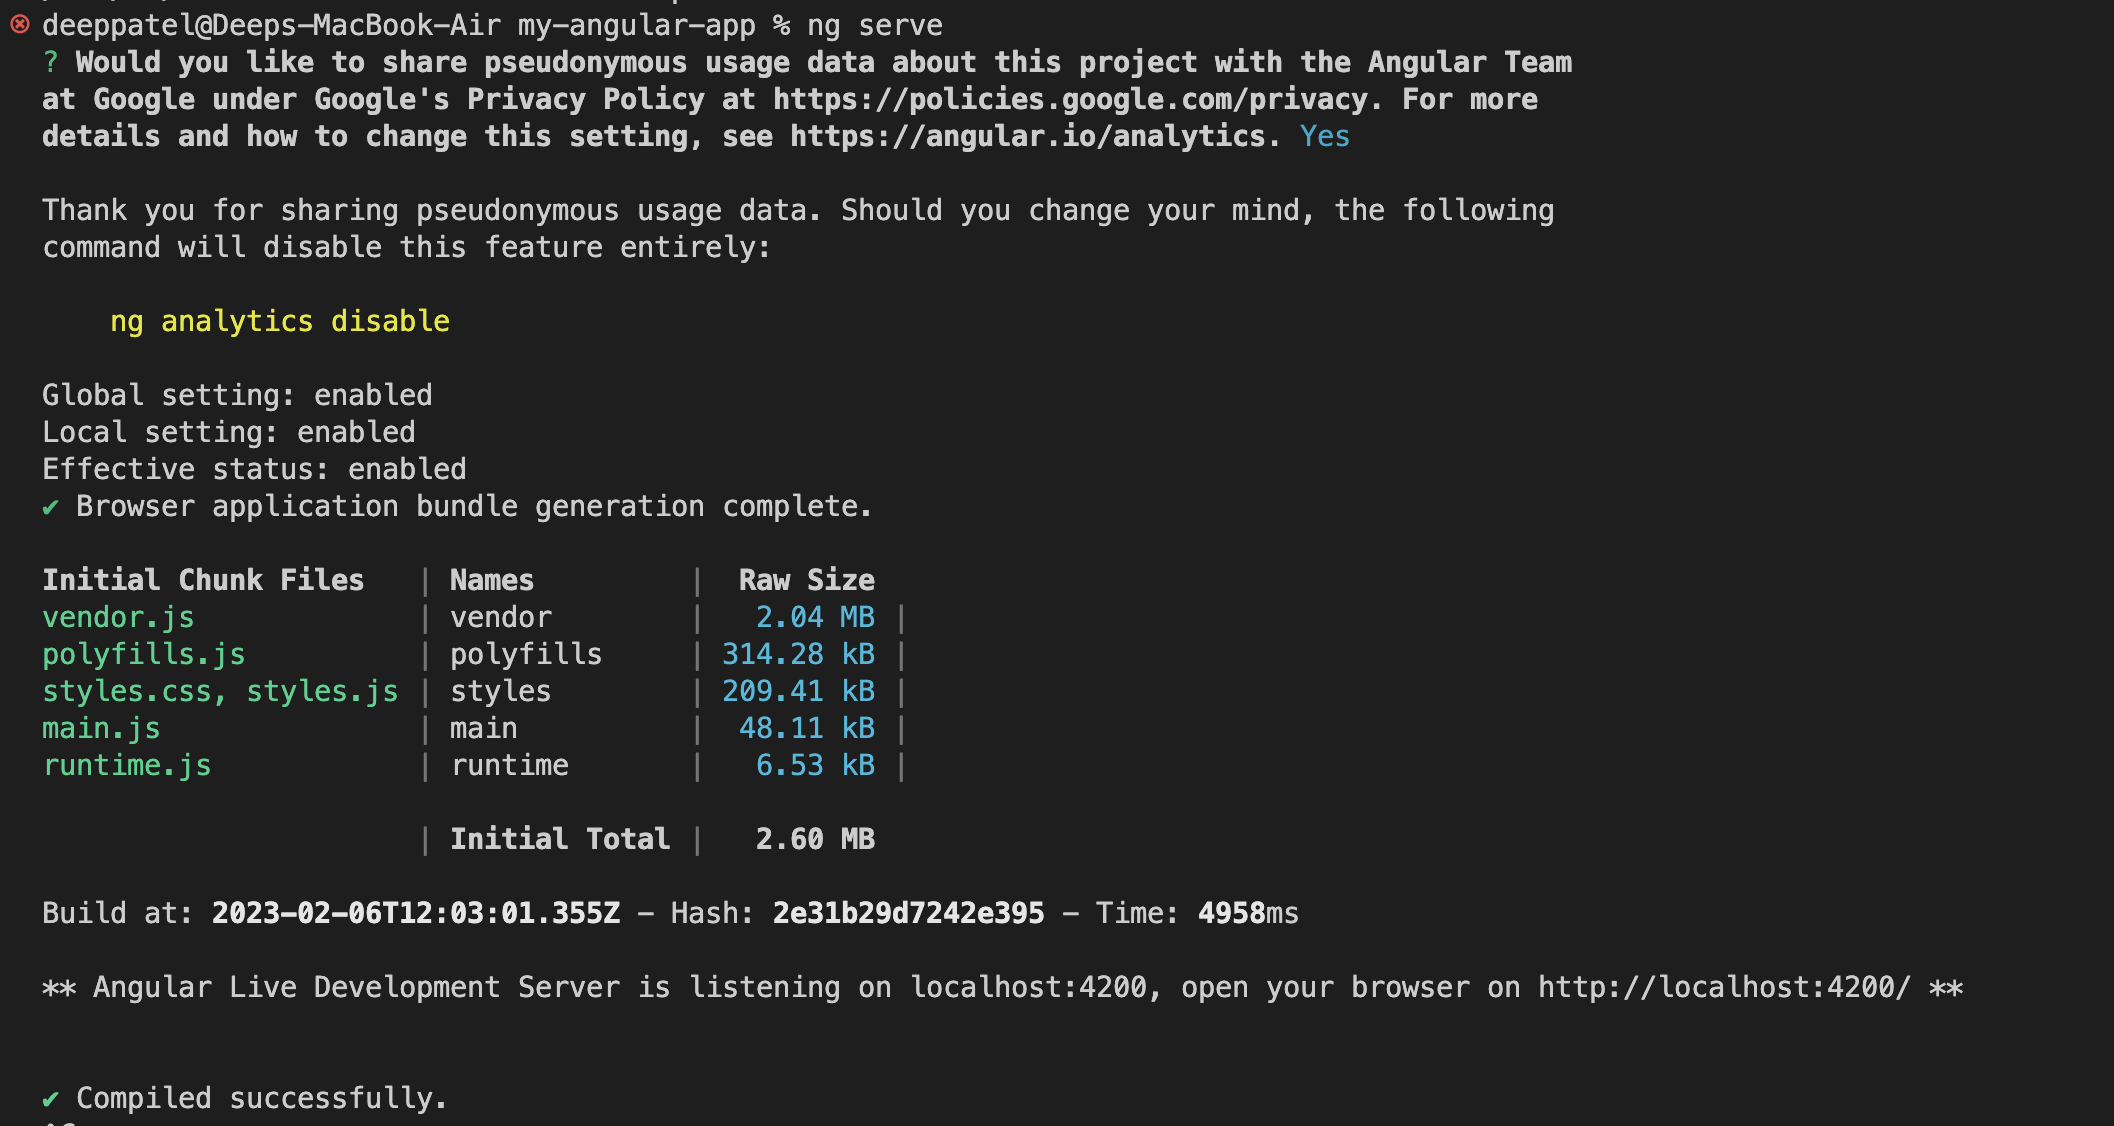 deeppatel@Deeps-MacBook-Air my-angular-app % ng serve
? Would you like to share pseudonymous usage data about this project with the Angular Team
at Google under Google's Privacy Policy at https://policies.google.com/privacy. For more
details and how to change this setting, see https://angular.io/analytics. Yes
Thank you for sharing pseudonymous usage data. Should you change your mind, the following
command will disable this feature entirely:
ng analytics disable
Global setting: enabled
Local setting: enabled
Effective status: enabled
✔ Browser application bundle generation complete.
Initial Chunk Files | Names | Raw Size
vendor.js | vendor | 2.04 MB |
polyfills.js | polyfills | 314.28 kB |
styles.css, styles.js | styles | 209.41 kB |
main.js | main | 48.11 kB |
runtime.js | runtime | 6.53 kB |
| Initial Total | 2.60 MB
Build at: 2023-02-06T12:03:01.355Z - Hash: 2e31b29d7242e395 - Time: 4958ms
** Angular Live Development Server is listening on localhost:4200, open your browser on http://localhost:4200/ **
✔ Compiled successfully.